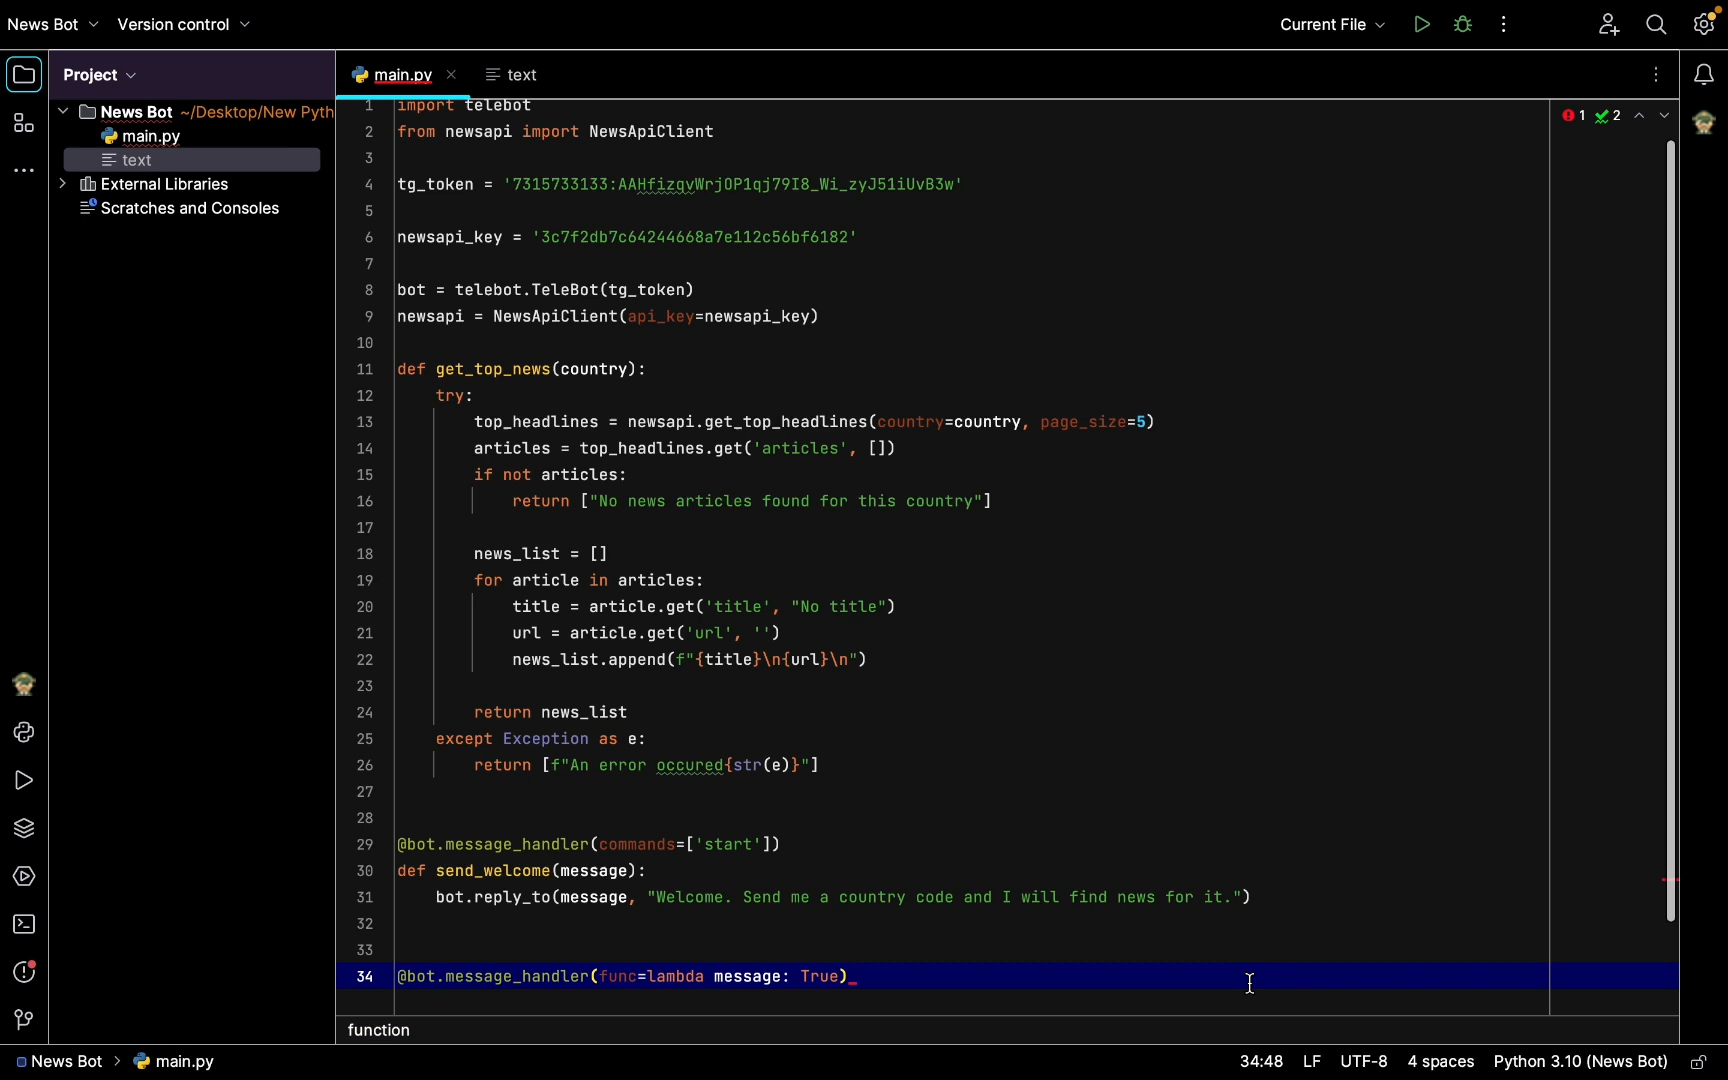 News Bot Version control Current File
Project main.py text
News Bot ~/Desktop/New Pyth
main.py
text
External Libraries
Scratches and Consoles
1 import telebot
2 from newsapi import NewsApiClient
3
4 tg_token = '7315733133:AAHfizqvWrjOP1qj79I8_Wi_zyJ51iUvB3w'
5
6 newsapi_key = '3c7f2db7c64244668a7e112c56bf6182'
7
8 bot = telebot.TeleBot(tg_token)
9 newsapi = NewsApiClient(api_key=newsapi_key)
10
11 def get_top_news(country):
12 try:
13 top_headlines = newsapi.get_top_headlines(country=country, page_size=5)
14 articles = top_headlines.get('articles', [])
15 if not articles:
16 return ["No news articles found for this country"]
17
18 news_list = []
19 for article in articles:
20 title = article.get('title', "No title")
21 url = article.get('url', '')
22 news_list.append(f"{title}\n{url}\n")
23
24 return news_list
25 except Exception as e:
26 return [f"An error occured{str(e)}"]
27
28
29 @bot.message_handler(commands=['start'])
30 def send_welcome(message):
31 bot.reply_to(message, "Welcome. Send me a country code and I will find news for it.")
32
33
34 @bot.message_handler(func=lambda message: True)
1 2
function
News Bot > main.py 34:48 LF UTF-8 4 spaces Python 3.10 (News Bot)